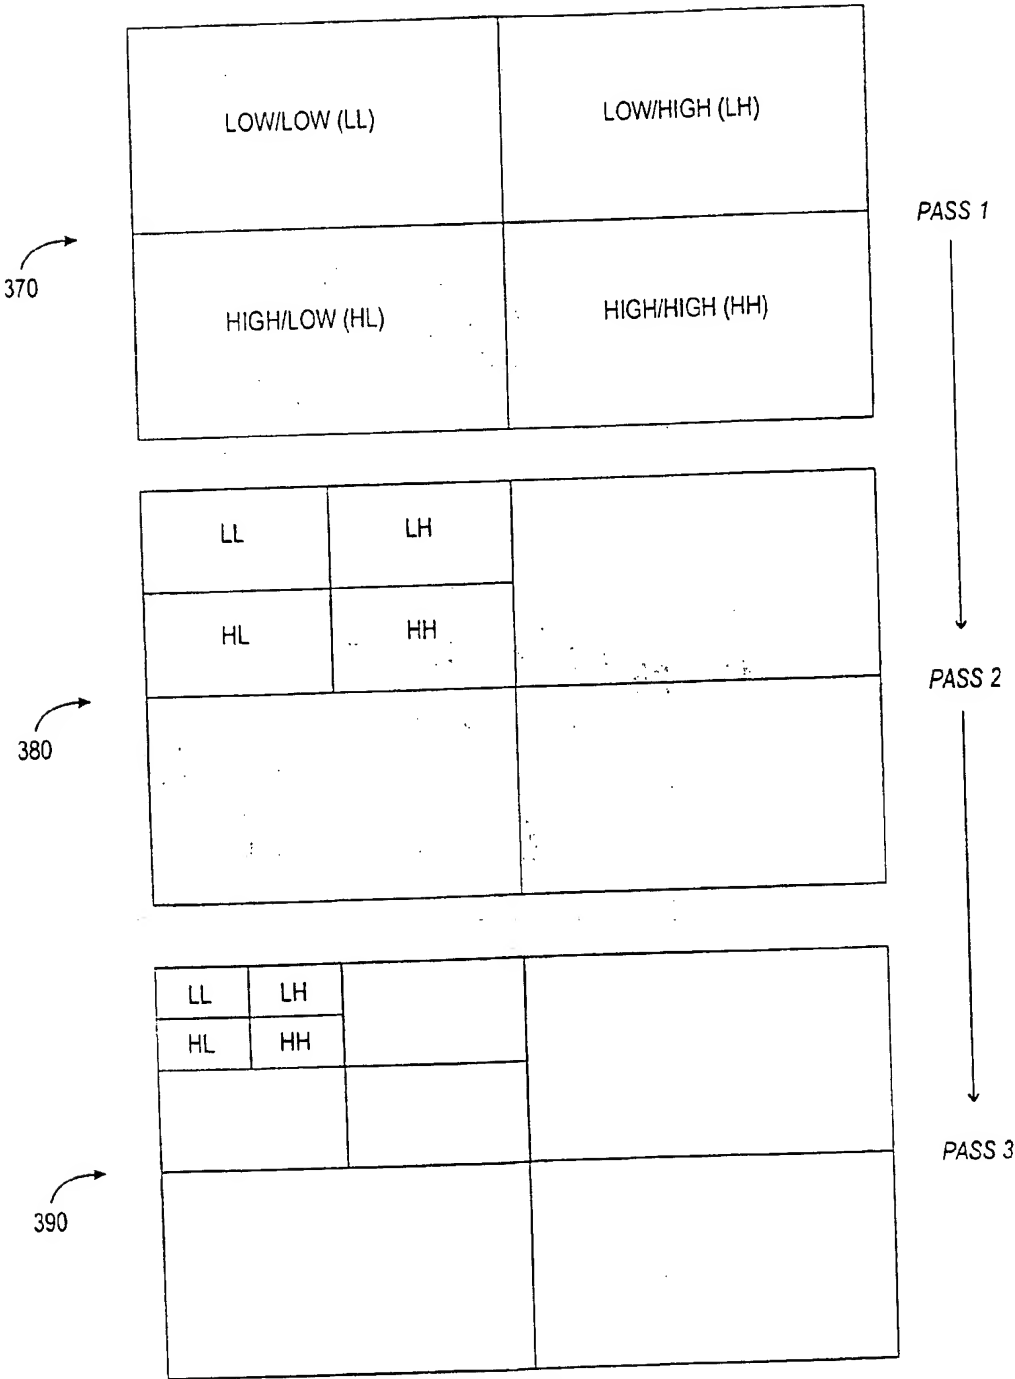 LOW/LOW (LL)
LOW/HIGH (LH)
PASS 1
370
HIGH/LOW (HL)
HIGH/HIGH (HH)
LL
LH
HL
HH
PASS 2
380
LL
LH
HL
HH
PASS 3
390